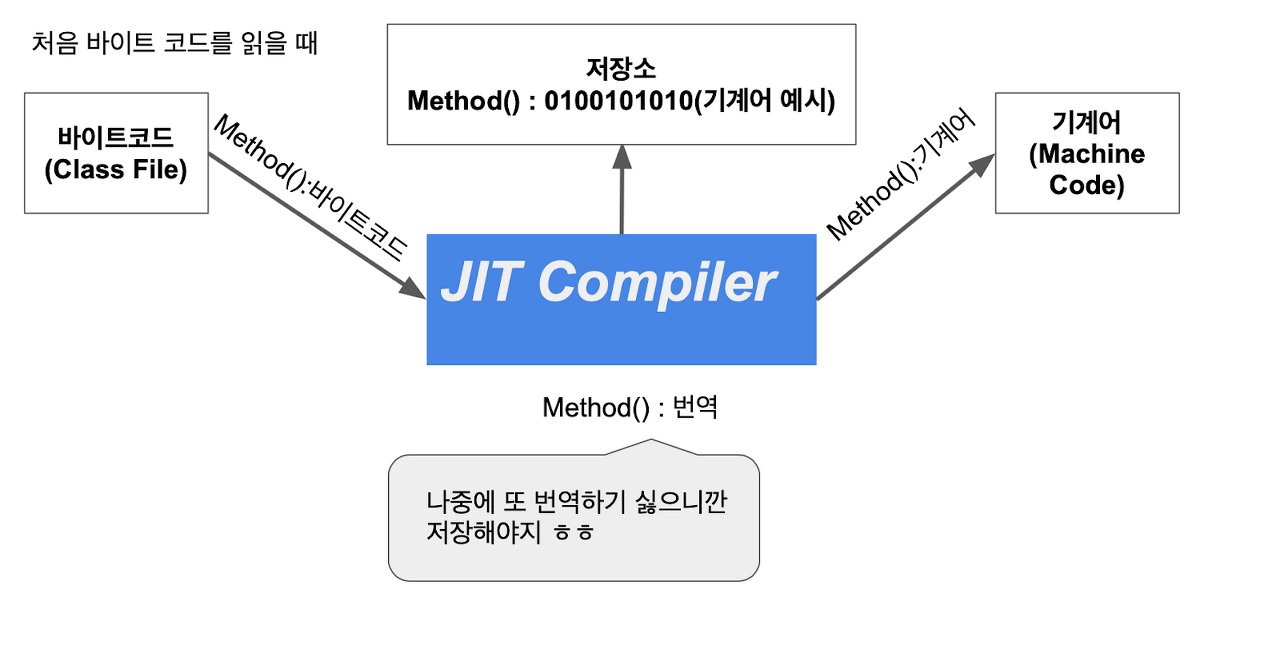 처음 바이트 코드를 읽을 때
저장소
Method() : 0100101010(기계어 예시)
바이트코드
(Class File)
Method():바이트코드
Method():기계어
기계어
(Machine
Code)
JIT Compiler
Method() : 번역
나중에 또 번역하기 싫으니깐
저장해야지 ㅎㅎ